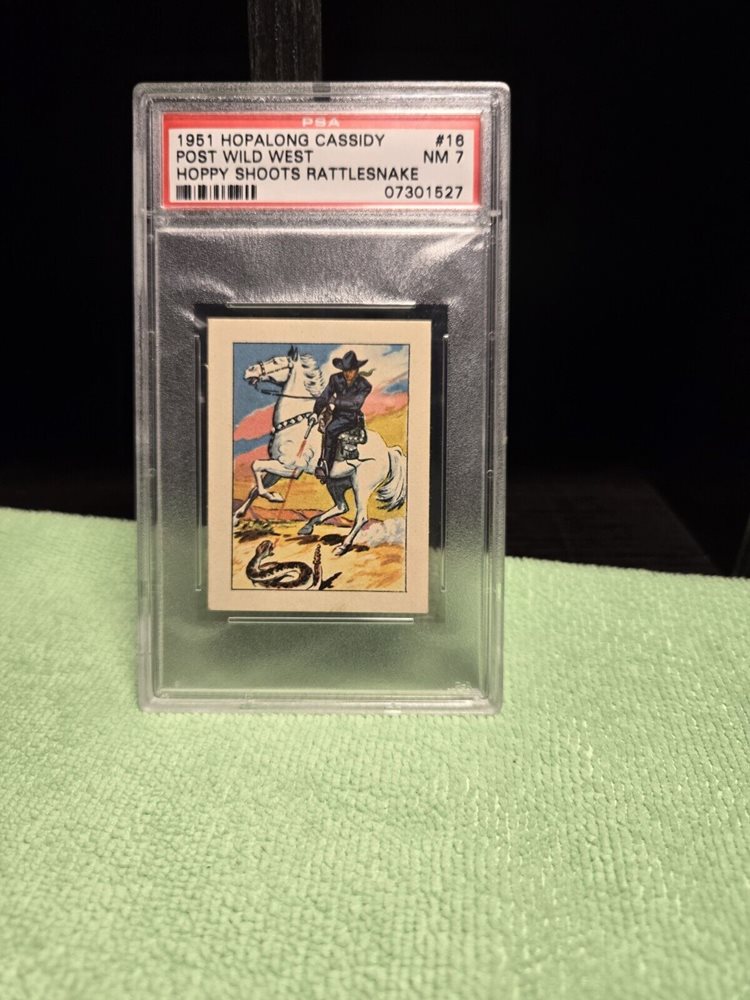 PSA
1951 HOPALONG CASSIDY #16
POST WILD WEST NM 7
HOPPY SHOOTS RATTLESNAKE
07301527